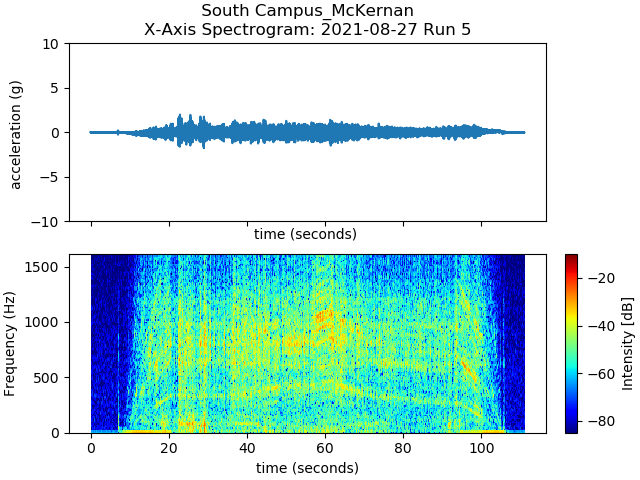 South Campus_McKernan
X-Axis Spectrogram: 2021-08-27 Run 5
10
5
0
−5
−10
acceleration (g)
time (seconds)
1500
1000
500
0
Frequency (Hz)
0 20 40 60 80 100
time (seconds)
−20
−40
−60
−80
Intensity [dB]